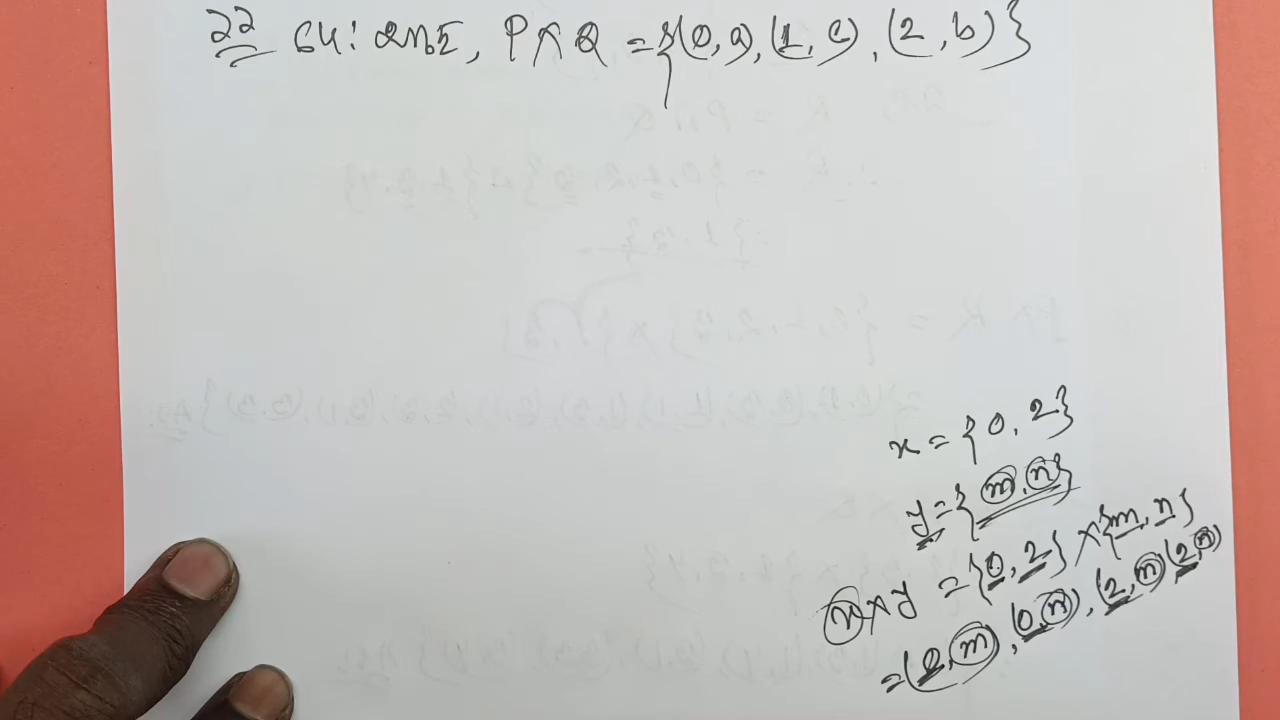 22 P×Q = {(0, a), (1, c), (2, b)}
x = {0, 2}
y = {m, n}
x×y = {0, 2} × {m, n}
= (0, m), (0, n), (2, m) (2, n)